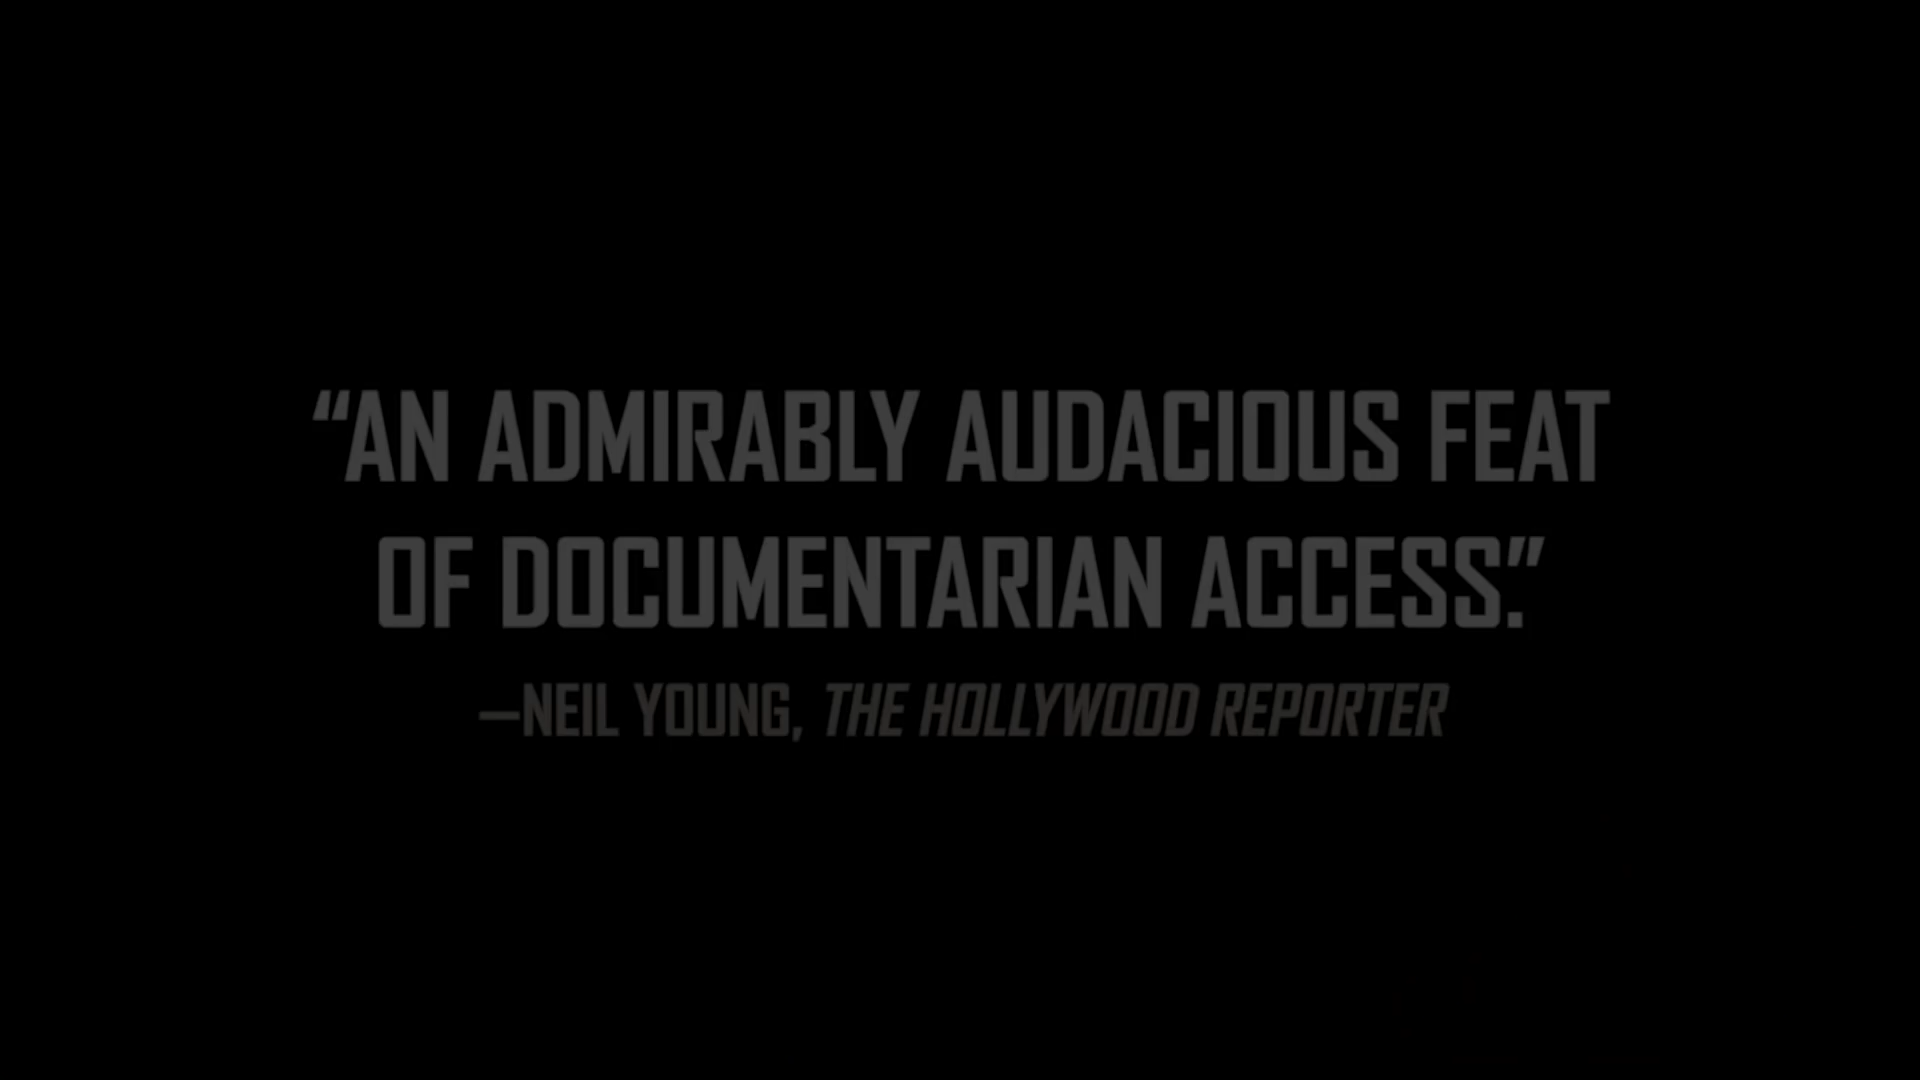 “AN ADMIRABLY AUDACIOUS FEAT
OF DOCUMENTARIAN ACCESS.”
—NEIL YOUNG, THE HOLLYWOOD REPORTER